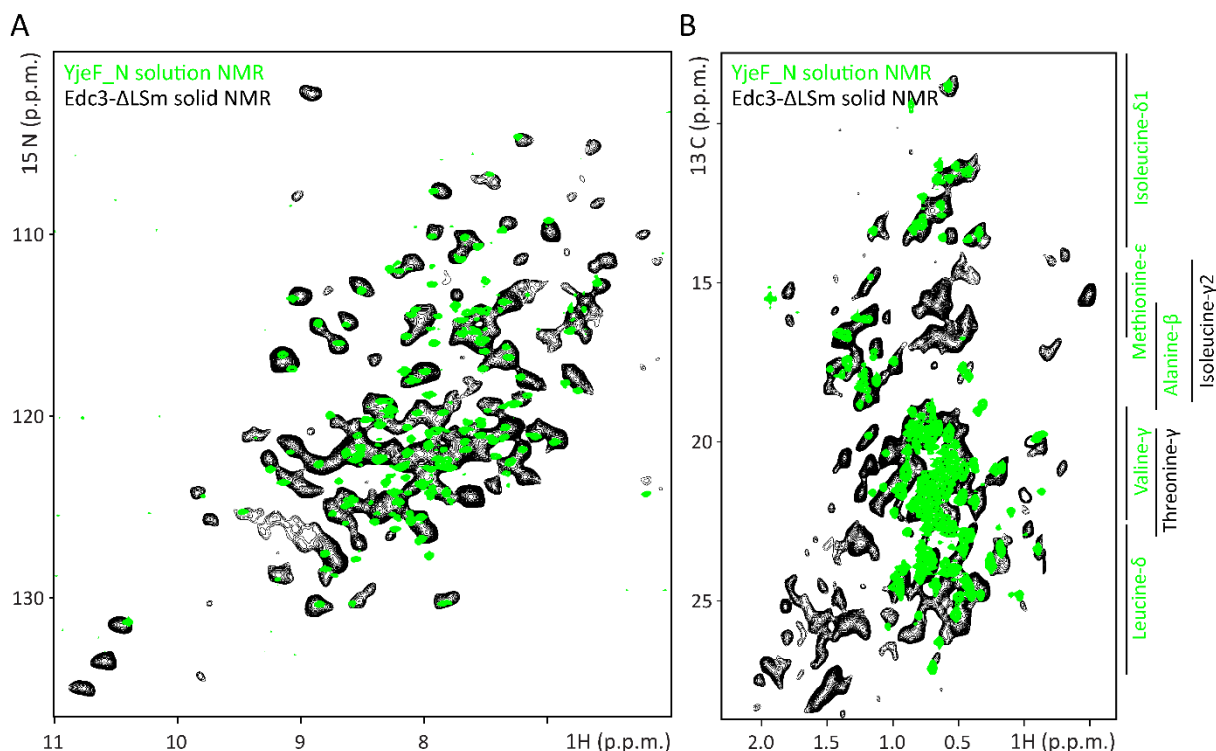 A
YjeF_N solution NMR
Edc3-ΔLSm solid NMR
15 N (p.p.m.)
110
120
130
11
10
9
8
1H (p.p.m.)
B
YjeF_N solution NMR
Edc3-ΔLSm solid NMR
13 C (p.p.m.)
15
20
25
2.0
1.5
1.0
0.5
1H (p.p.m.)
Isoleucine-δ1
Methionine-ε
Alanine-β
Isoleucine-γ2
Valine-γ
Threonine-γ
Leucine-δ